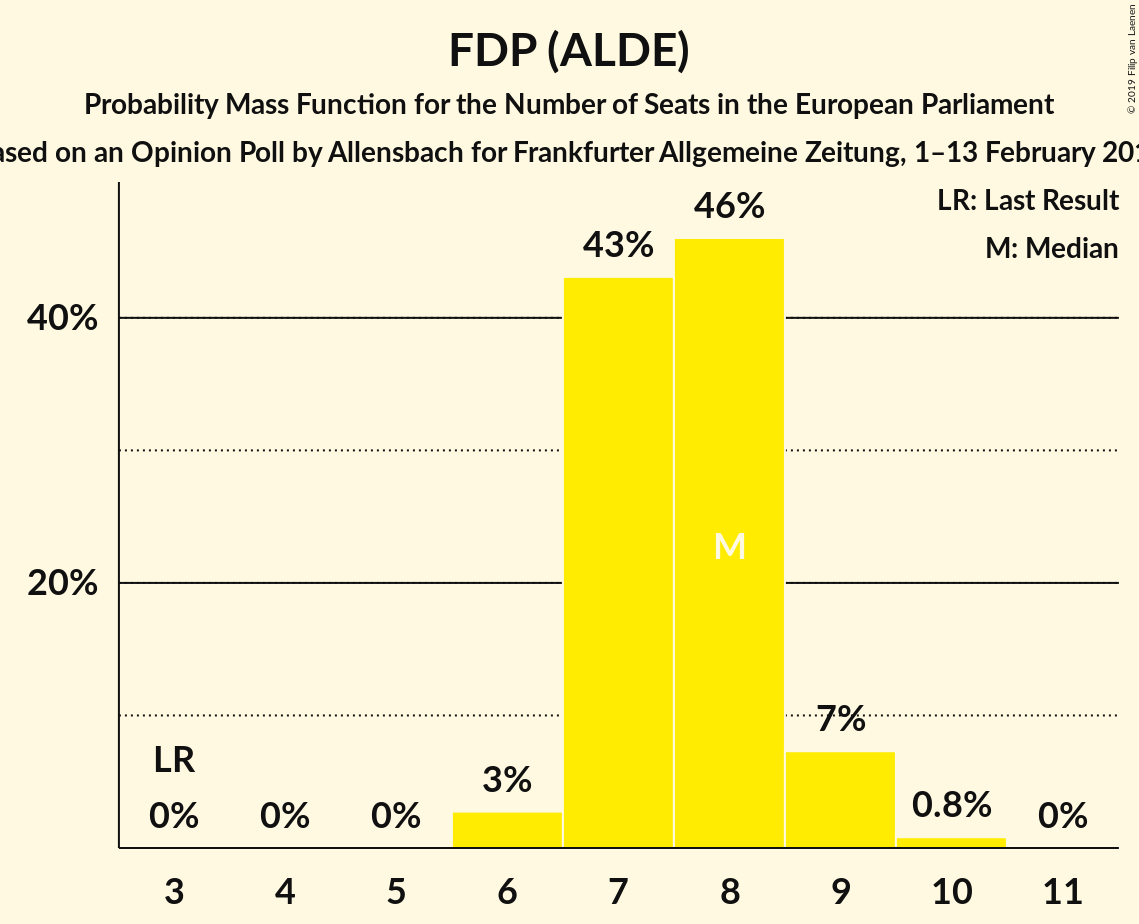 © 2019 Filip van Laenen
FDP (ALDE)
Probability Mass Function for the Number of Seats in the European Parliament
ased on an Opinion Poll by Allensbach for Frankfurter Allgemeine Zeitung, 1–13 February 201
LR: Last Result
M: Median
46%
43%
40%
M
20%
7%
LR
3%
0%
0%
0%
0.8%
0%
3
4
5
6
7
8
9
10
11